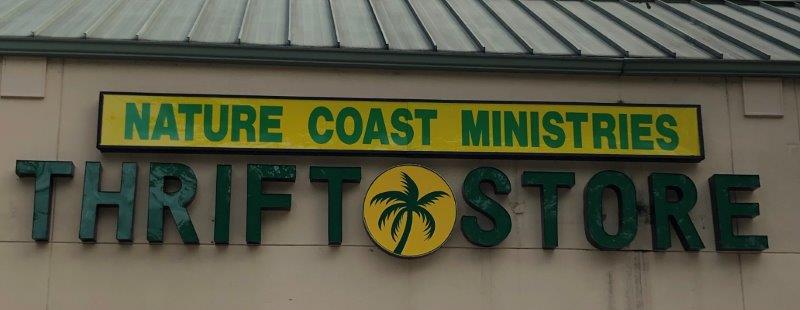 NATURE COAST MINISTRIES
THRIFT STORE